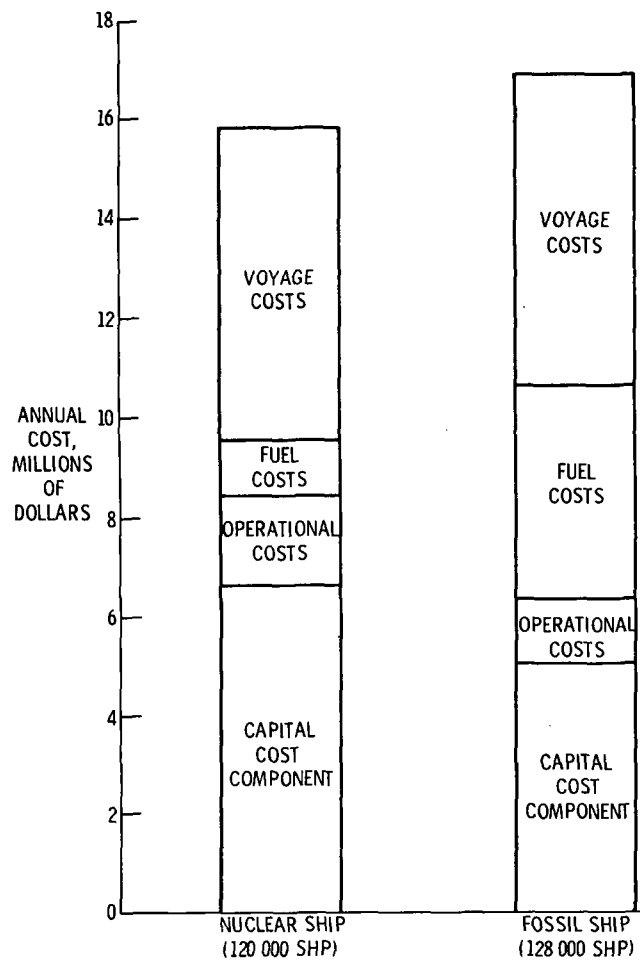 18
16
14
12
10
8
6
4
2
0
ANNUAL
COST,
MILLIONS
OF
DOLLARS
VOYAGE
COSTS
FUEL
COSTS
OPERATIONAL
COSTS
CAPITAL
COST
COMPONENT
NUCLEAR SHIP
(120 000 SHP)
VOYAGE
COSTS
FUEL
COSTS
OPERATIONAL
COSTS
CAPITAL
COST
COMPONENT
FOSSIL SHIP
(128 000 SHP)